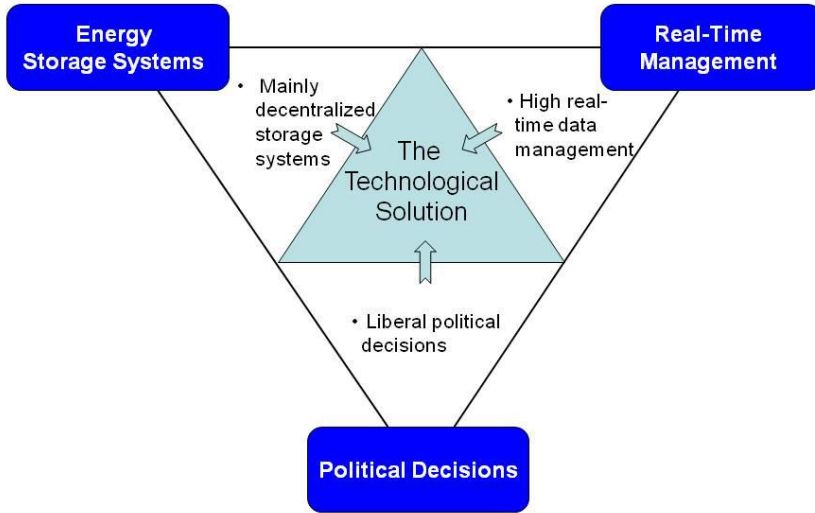 Energy
Storage Systems
Real-Time
Management
• Mainly
decentralized
storage
systems
• High real-
time data
management
The
Technological
Solution
• Liberal political
decisions
Political Decisions